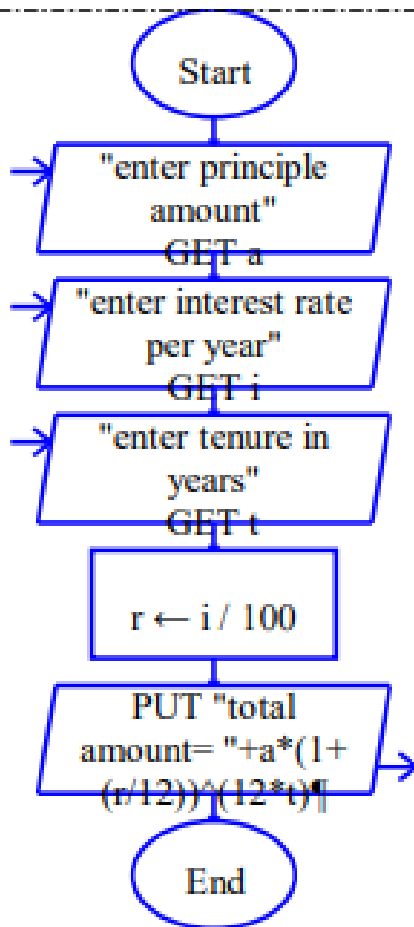 Start
"enter principle
amount"
GET a
"enter interest rate
per year"
GET i
"enter tenure in
years"
GET t
r ← i / 100
PUT "total
amount= "+a*(1+
(r/12))^(12*t)¶
End